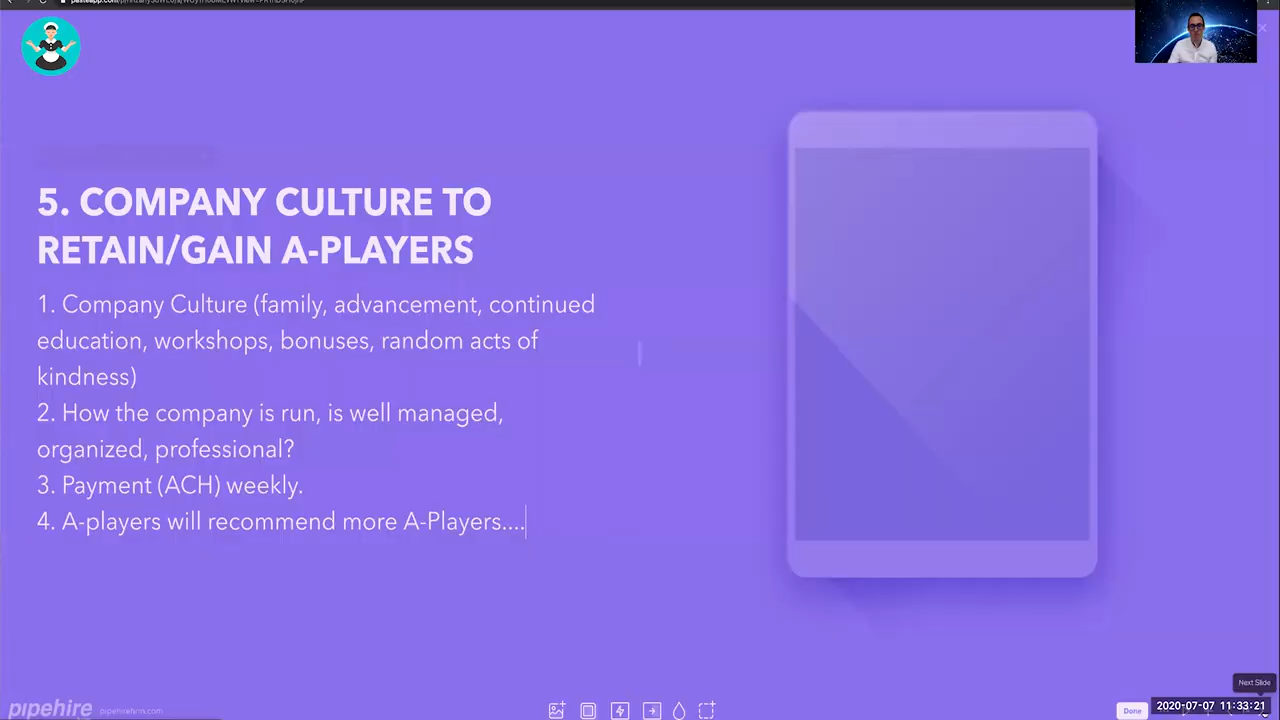 5. COMPANY CULTURE TO
RETAIN/GAIN A-PLAYERS
1. Company Culture (family, advancement, continued
education, workshops, bonuses, random acts of
kindness)
2. How the company is run, is well managed,
organized, professional?
3. Payment (ACH) weekly.
4. A-players will recommend more A-Players....
Next Slide
pipehire
pipehirehrms.com
Done
2020-07-07 11:33:21